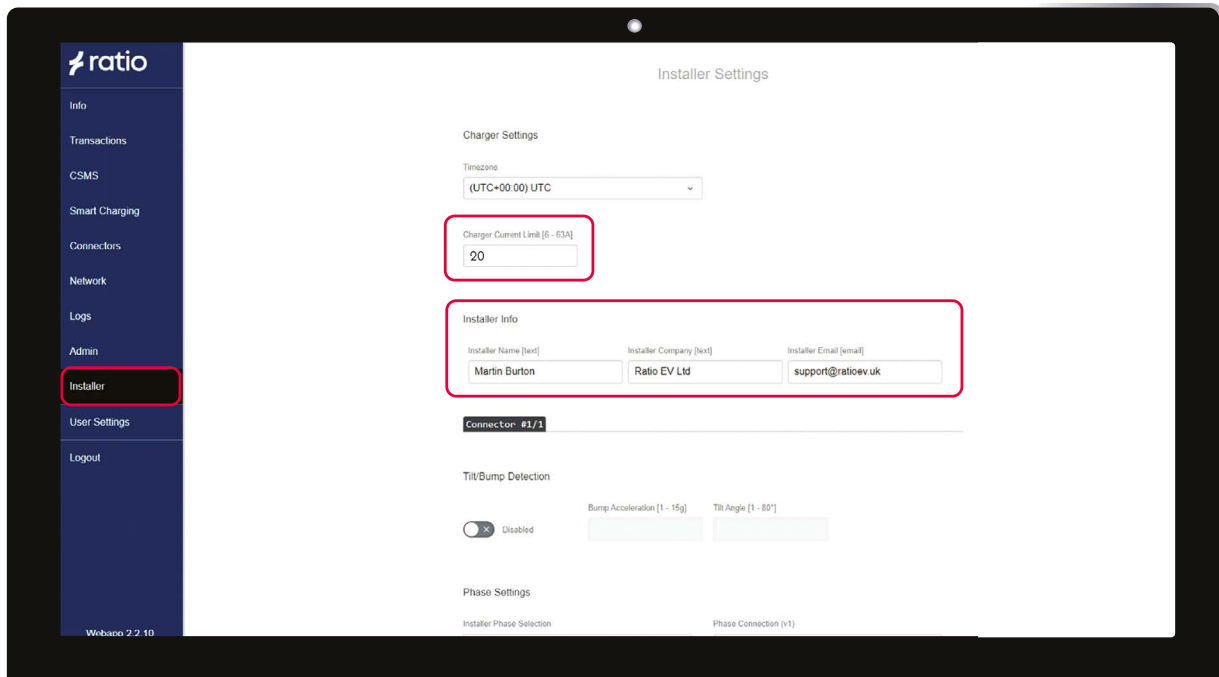 ratio
Info
Transactions
CSMS
Smart Charging
Connectors
Network
Logs
Admin
Installer
User Settings
Logout
Webapp 2.2.10
Installer Settings
Charger Settings
Timezone
(UTC+00:00) UTC
Charger Current Limit [6 - 63A]
20
Installer Info
Installer Name [text] Installer Company [text] Installer Email [email]
Martin Burton Ratio EV Ltd support@ratioev.uk
Connector #1/1
Tilt/Bump Detection
Bump Acceleration [1 - 15g] Tilt Angle [1 - 80°]
Disabled
Phase Settings
Installer Phase Selection Phase Connection (v1)